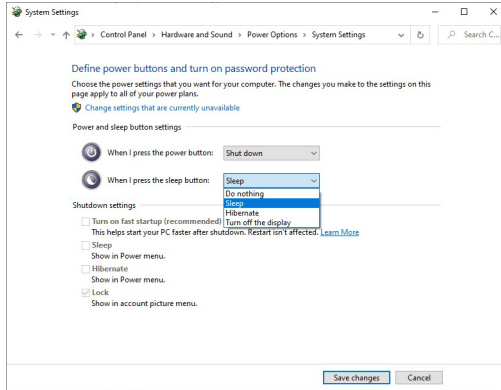 System Settings
Control Panel > Hardware and Sound > Power Options > System Settings
Search C...
Define power buttons and turn on password protection
Choose the power settings that you want for your computer. The changes you make to the settings on this
page apply to all of your power plans.
Change settings that are currently unavailable
Power and sleep button settings
When I press the power button: Shut down
When I press the sleep button: Sleep
Do nothing
Sleep
Hibernate
Turn off the display
Shutdown settings
Turn on fast startup (recommended)
This helps start your PC faster after shutdown. Restart isn't affected. Learn More
Sleep
Show in Power menu.
Hibernate
Show in Power menu.
Lock
Show in account picture menu.
Save changes Cancel